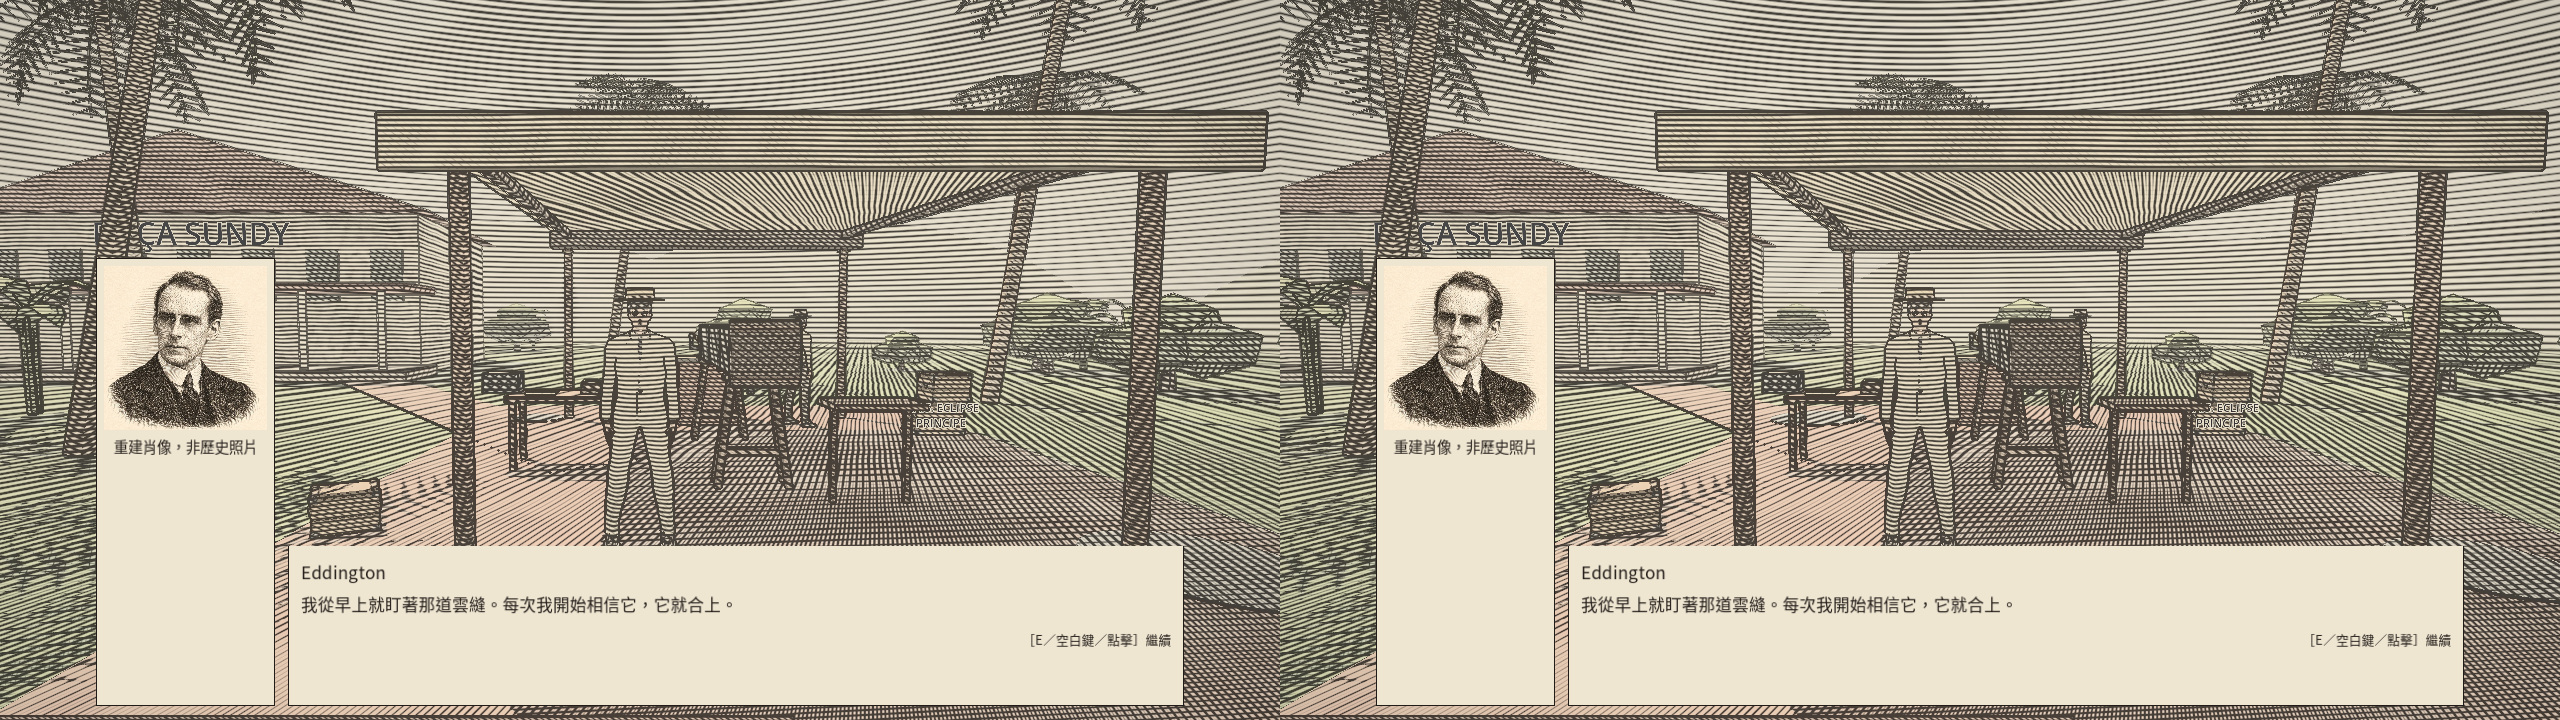 ÇA SUNDY
重建肖像，非歷史照片
ECLIPSE
PRINCIPE
Eddington
我從早上就盯著那道雲縫。每次我開始相信它，它就合上。
［E／空白鍵／點擊］繼續
ÇA SUNDY
重建肖像，非歷史照片
ECLIPSE
PRINCIPE
Eddington
我從早上就盯著那道雲縫。每次我開始相信它，它就合上。
［E／空白鍵／點擊］繼續